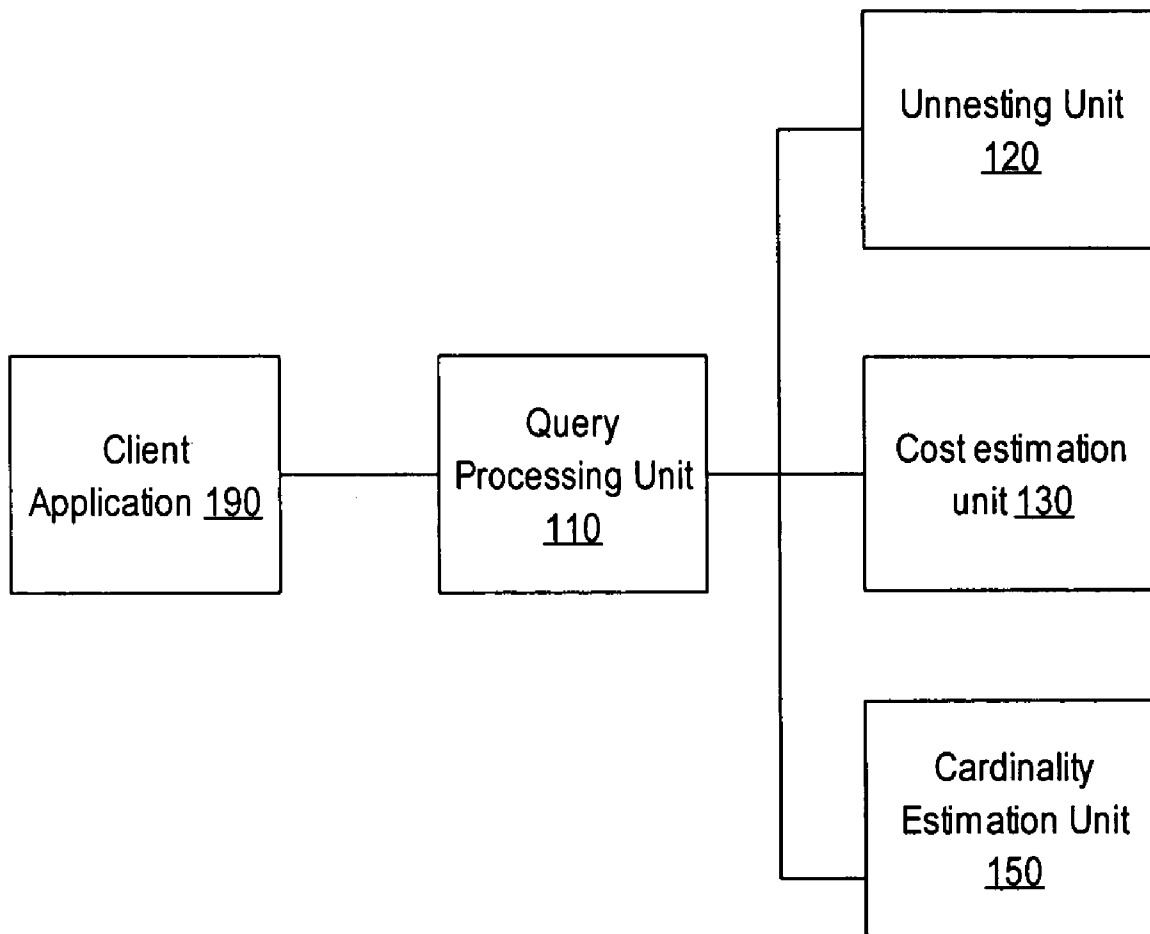 Unnesting Unit
120
Client
Application 190
Query
Processing Unit
110
Cost estimation
unit 130
Cardinality
Estimation Unit
150